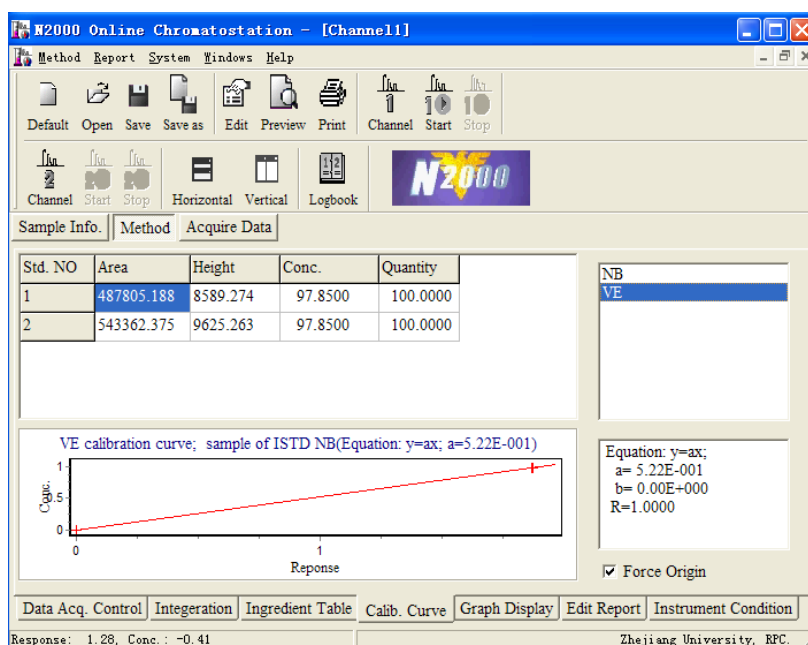 N2000 Online Chromatostation - [Channel1]
Method Report System Windows Help
Default Open Save Save as Edit Preview Print Channel Start Stop
Channel Start Stop Horizontal Vertical Logbook N2000
Sample Info. Method Acquire Data
Std. NO Area Height Conc. Quantity
1 487805.188 8589.274 97.8500 100.0000
2 543362.375 9625.263 97.8500 100.0000
NB
VE
VE calibration curve; sample of ISTD NB(Equation: y=ax; a=5.22E-001)
Conc.
1
0.5
0
0 1
Reponse
Equation: y=ax;
a= 5.22E-001
b= 0.00E+000
R=1.0000
Force Origin
Data Acq. Control Integeration Ingredient Table Calib. Curve Graph Display Edit Report Instrument Condition
Response: 1.28, Conc.: -0.41 Zhejiang University, RPC.